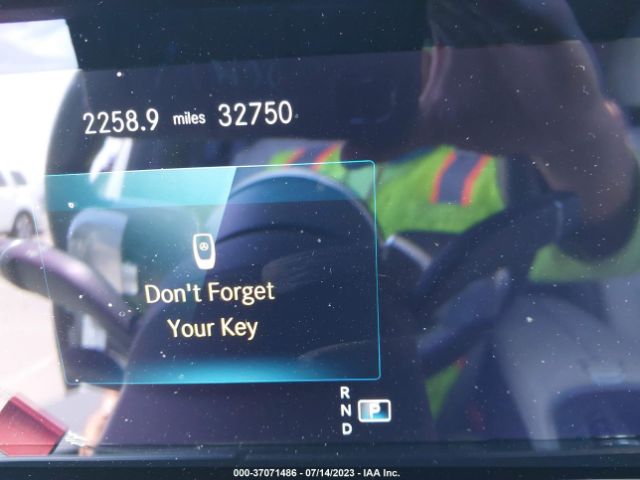 2258.9 miles 32750
Don't Forget
Your Key
R
N P
D
000-37071486 - 07/14/2023 - IAA Inc.